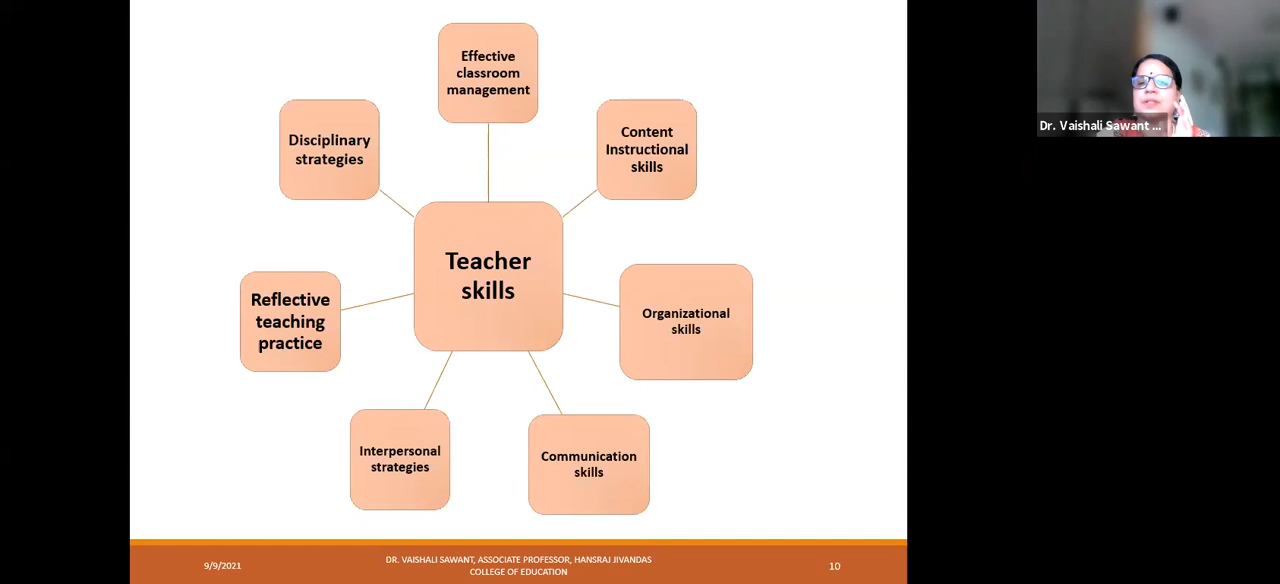 Effective
classroom
management
Disciplinary
strategies
Content
Instructional
skills
Teacher
skills
Reflective
teaching
practice
Organizational
skills
Interpersonal
strategies
Communication
skills
9/9/2021
DR. VAISHALI SAWANT, ASSOCIATE PROFESSOR, HANSRAJ JIVANDAS
COLLEGE OF EDUCATION
10
Dr. Vaishali Sawant ...